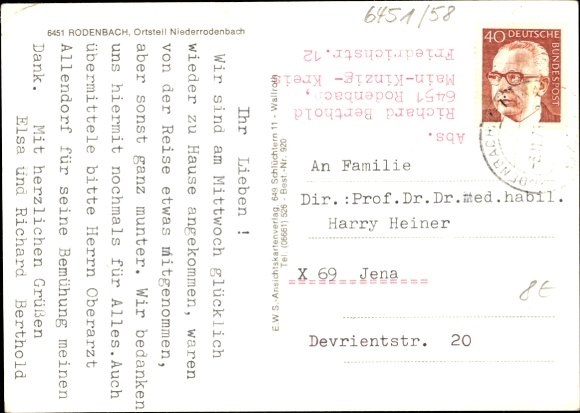 6451/58
6451 RODENBACH, Ortsteil Niederrodenbach
Ihr Lieben !
Wir sind am Mittwoch glücklich
wieder zu Hause angekommen, waren
von der Reise etwas mitgenommen,
aber sonst ganz munter. Wir bedanken
uns hiermit nochmals für Alles.Auch
übermittele bitte Herrn Oberarzt
Allendorf für seine Bemühung meinen
Dank.   Mit herzlichen Grüßen
Elsa und Richard Berthold
E.W.S.-Ansichtskartenverlag, 649 Schlüchtern 11 - Wallroth
Tel. (06661) 526 - Best.-Nr. 920
Abs.
Richard Berthold
6451 Rodenbach,
Main-Kinzig- Kreis
Friedrichstr.12
40 DEUTSCHE
BUNDESPOST
An Familie
Dir.:Prof.Dr.Dr.med.habil.
Harry Heiner
X 69 Jena
Devrientstr. 20
8€